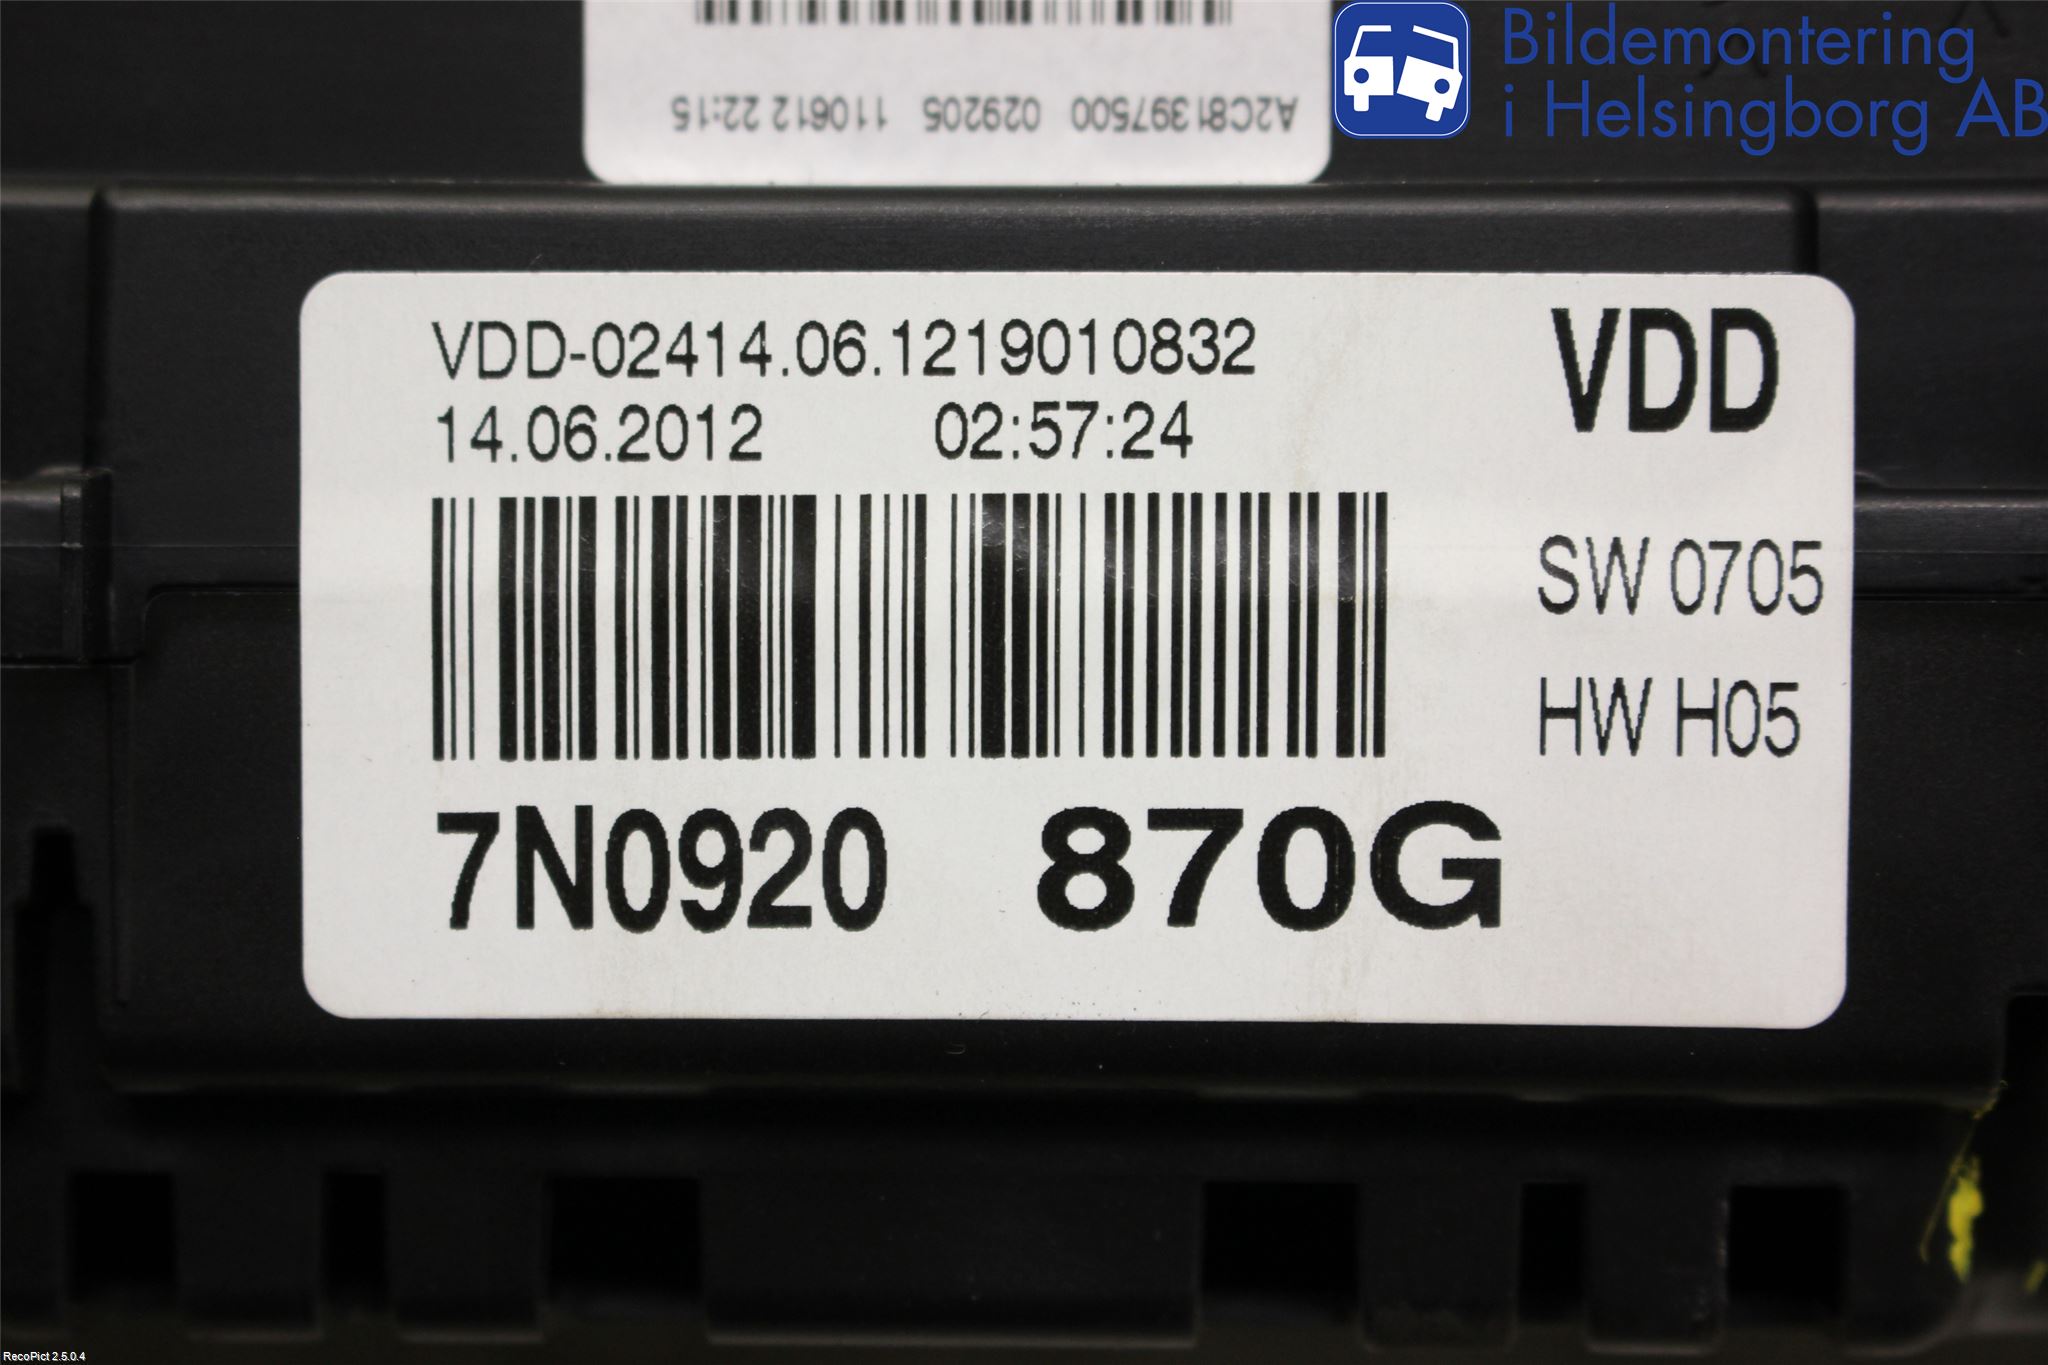 Bildemontering
i Helsingborg AB
A2C81397500 029205 110612 22:15
VDD-02414.06.1219010832
14.06.2012 02:57:24
VDD
SW 0705
HW H05
7N0920 870G
RecoPict 2.5.0.4